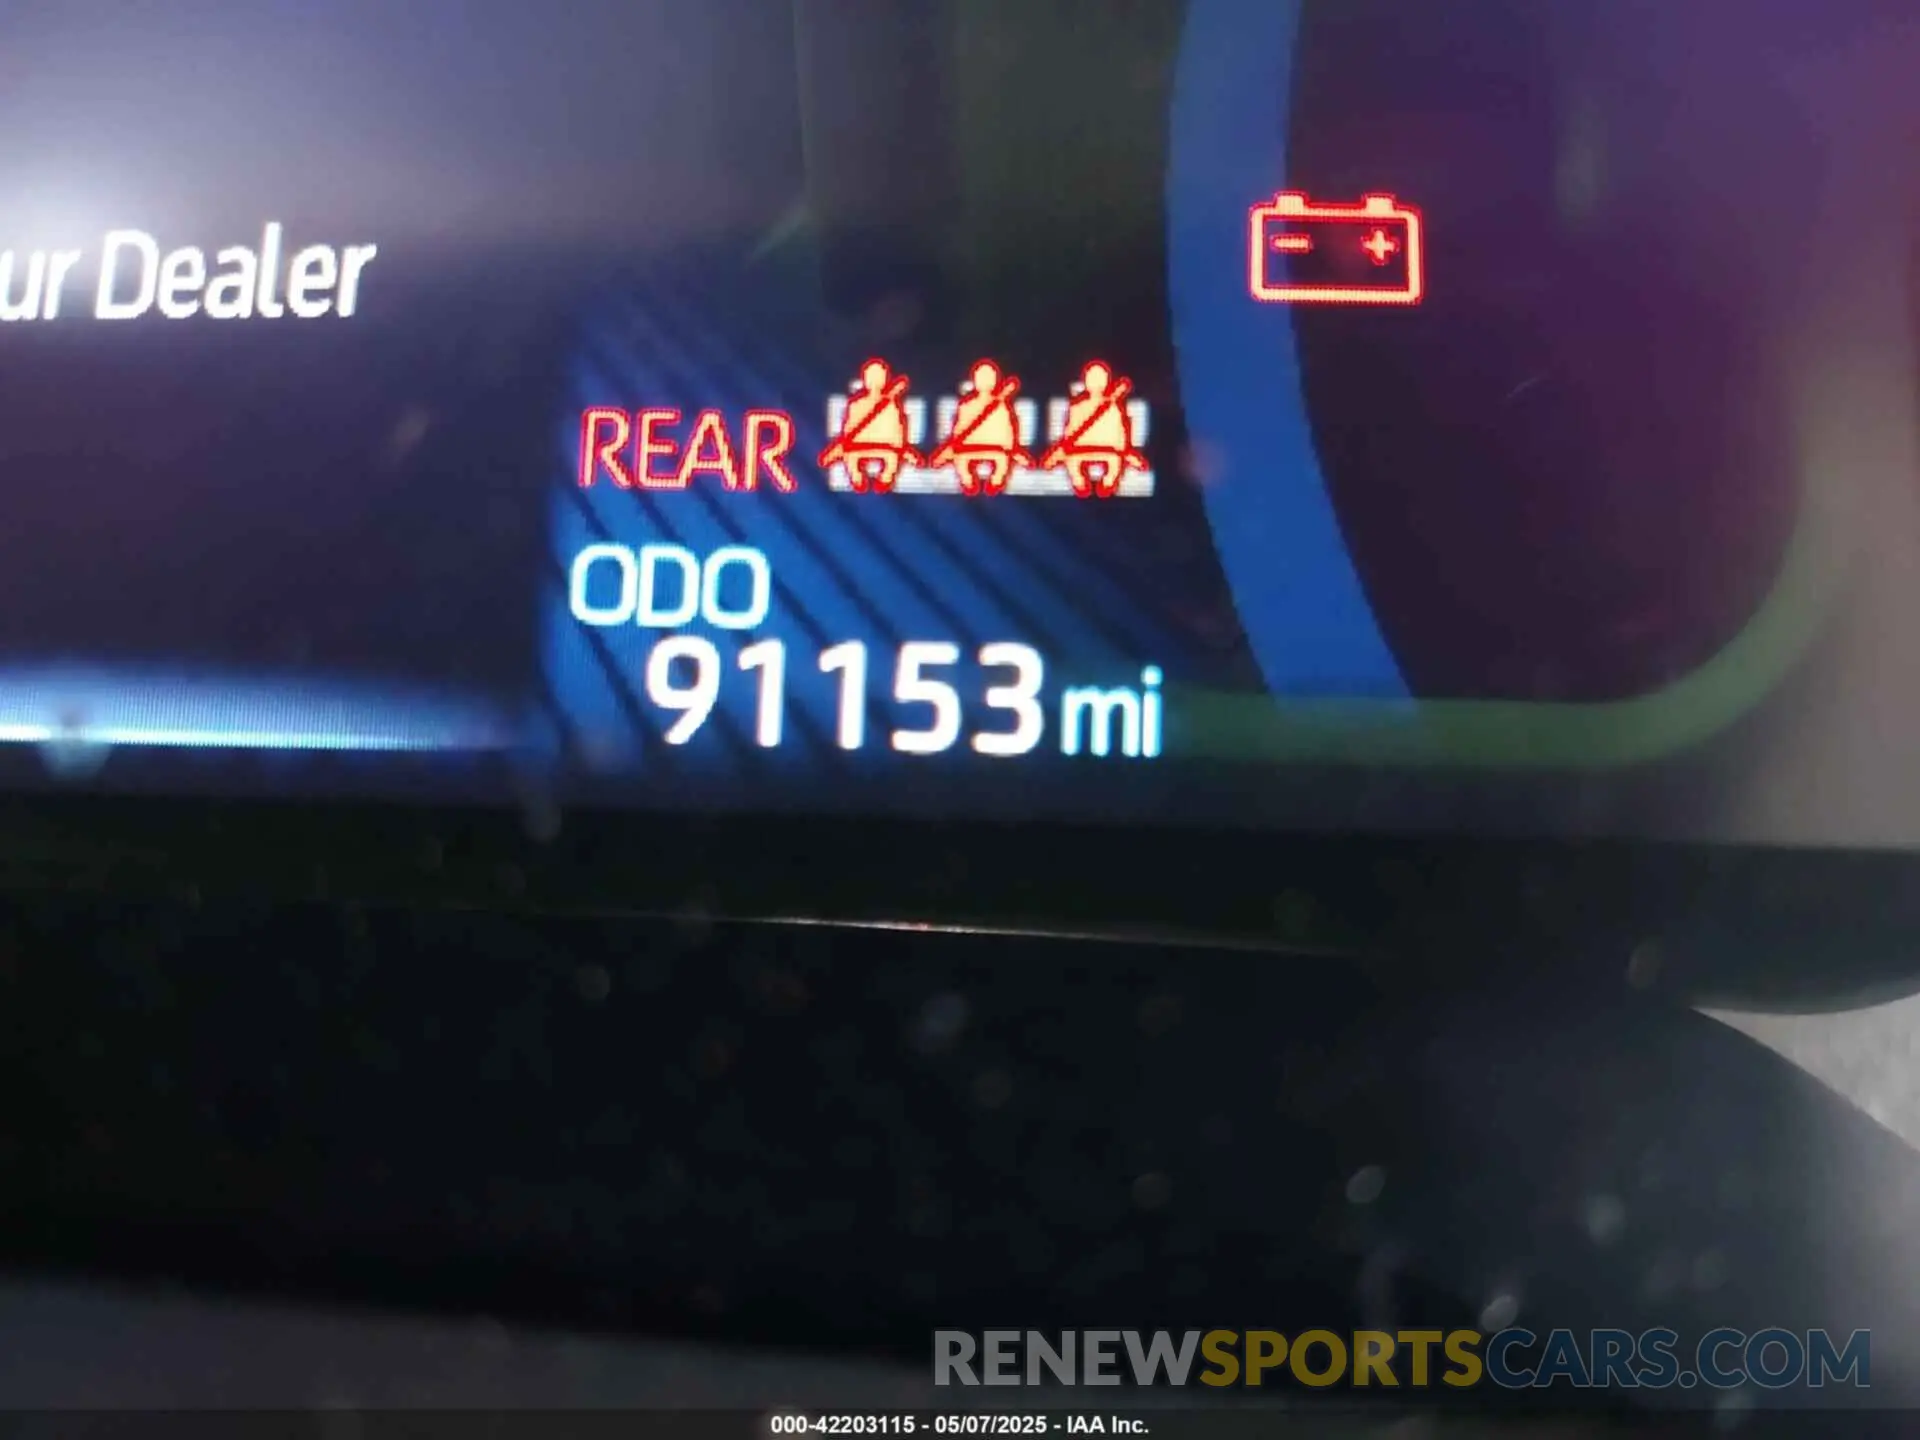 ur Dealer
REAR
ODO
91153 mi
RENEWSPORTSCARS.COM
000-42203115 - 05/07/2025 - IAA Inc.